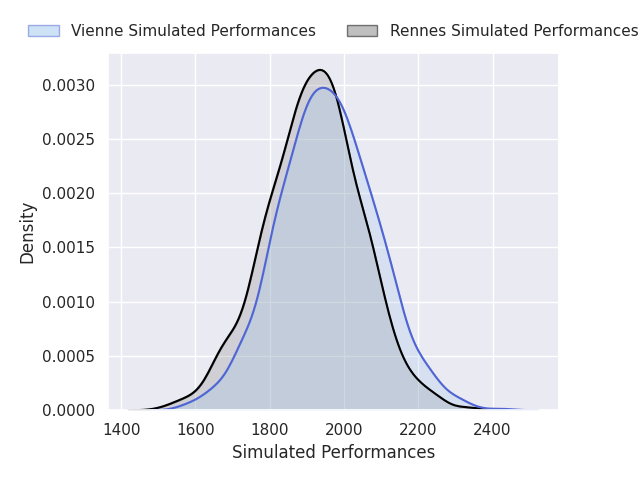 Vienne Simulated Performances
Rennes Simulated Performances
0.0030
0.0025
0.0020
0.0015
0.0010
0.0005
0.0000
Density
1400 1600 1800 2000 2200 2400
Simulated Performances